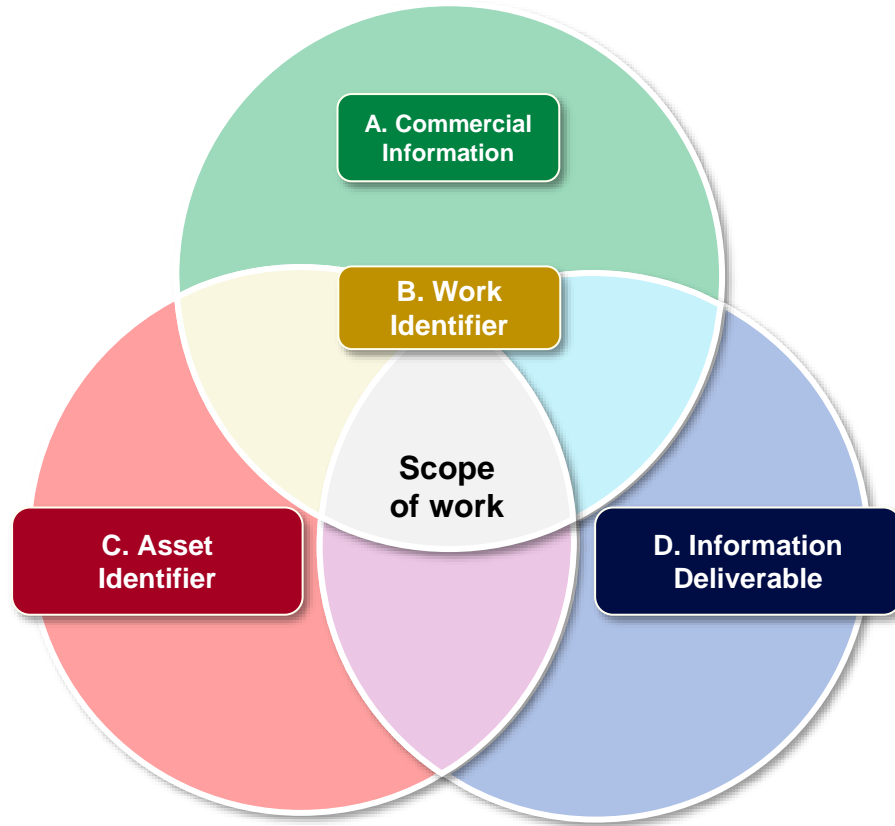 A. Commercial
Information
B. Work
Identifier
Scope
of work
C. Asset
Identifier
D. Information
Deliverable